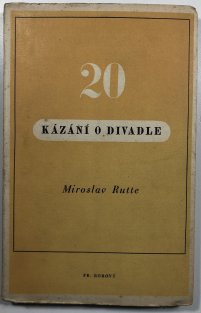 20
KÁZÁNÍ O DIVADLE
Miroslav Rutte
FR. BOROVÝ